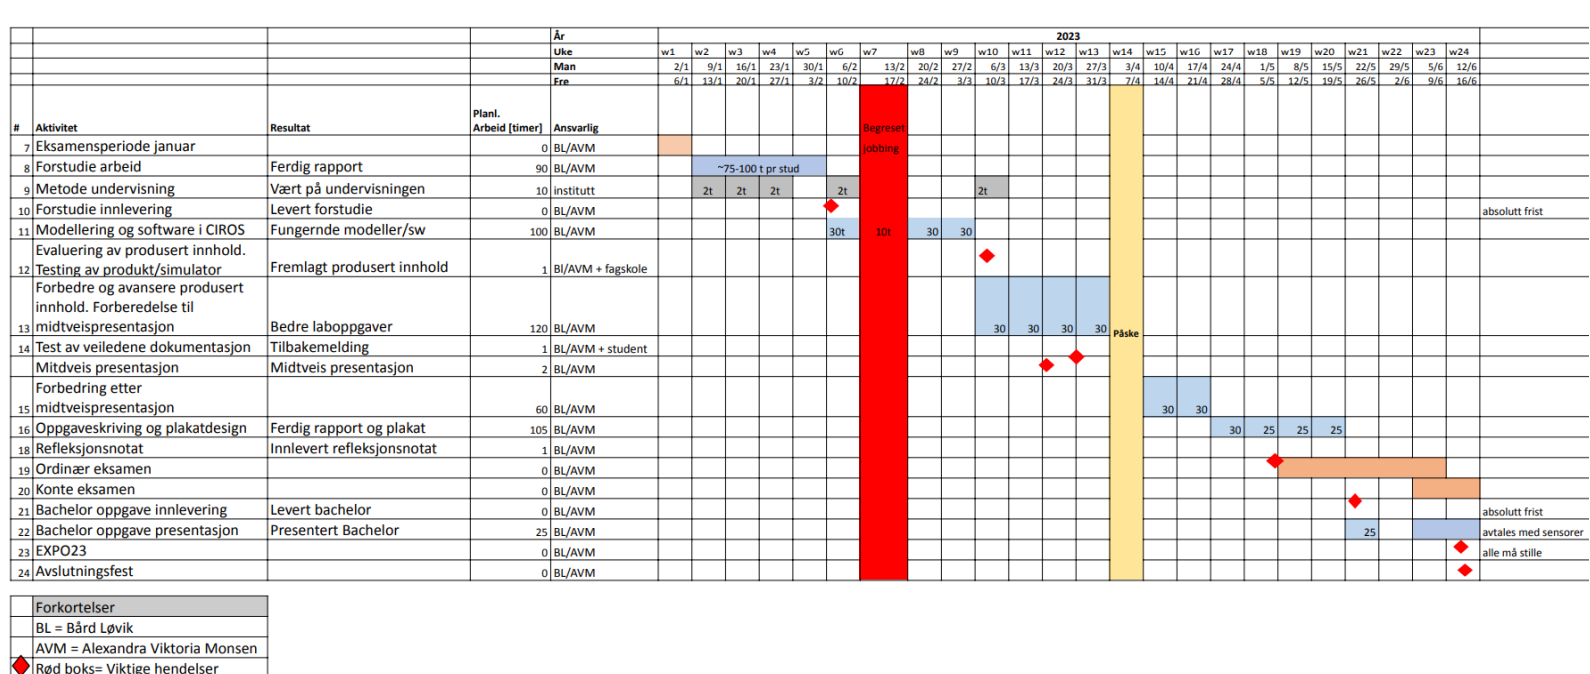 År 2023
Uke w1 w2 w3 w4 w5 w6 w7 w8 w9 w10 w11 w12 w13 w14 w15 w16 w17 w18 w19 w20 w21 w22 w23 w24
Man 2/1 9/1 16/1 23/1 30/1 6/2 13/2 20/2 27/2 6/3 13/3 20/3 27/3 3/4 10/4 17/4 24/4 1/5 8/5 15/5 22/5 29/5 5/6 12/6
Fre 6/1 13/1 20/1 27/1 3/2 10/2 17/2 24/2 3/3 10/3 17/3 24/3 31/3 7/4 14/4 21/4 28/4 5/5 12/5 19/5 26/5 2/6 9/6 16/6
Planl.
# Aktivitet Resultat Arbeid [timer] Ansvarlig Begreset
7 Eksamensperiode januar 0 BL/AVM jobbing
8 Forstudie arbeid Ferdig rapport 90 BL/AVM ~75-100 t pr stud
9 Metode undervisning Vært på undervisningen 10 institutt 2t 2t 2t 2t 2t
10 Forstudie innlevering Levert forstudie 0 BL/AVM absolutt frist
11 Modellering og software i CIROS Fungernde modeller/sw 100 BL/AVM 30t 10t 30 30
Evaluering av produsert innhold.
12 Testing av produkt/simulator Fremlagt produsert innhold 1 Bl/AVM + fagskole
Forbedre og avansere produsert
innhold. Forberedelse til
13 midtveispresentasjon Bedre laboppgaver 120 BL/AVM 30 30 30 30 Påske
14 Test av veiledene dokumentasjon Tilbakemelding 1 BL/AVM + student
Mitdveis presentasjon Midtveis presentasjon 2 BL/AVM
Forbedring etter
15 midtveispresentasjon 60 BL/AVM 30 30
16 Oppgaveskriving og plakatdesign Ferdig rapport og plakat 105 BL/AVM 30 25 25 25
18 Refleksjonsnotat Innlevert refleksjonsnotat 1 BL/AVM
19 Ordinær eksamen 0 BL/AVM
20 Konte eksamen 0 BL/AVM
21 Bachelor oppgave innlevering Levert bachelor 0 BL/AVM absolutt frist
22 Bachelor oppgave presentasjon Presentert Bachelor 25 BL/AVM 25 avtales med sensorer
23 EXPO23 0 BL/AVM alle må stille
24 Avslutningsfest 0 BL/AVM
Forkortelser
BL = Bård Løvik
AVM = Alexandra Viktoria Monsen
Rød boks= Viktige hendelser